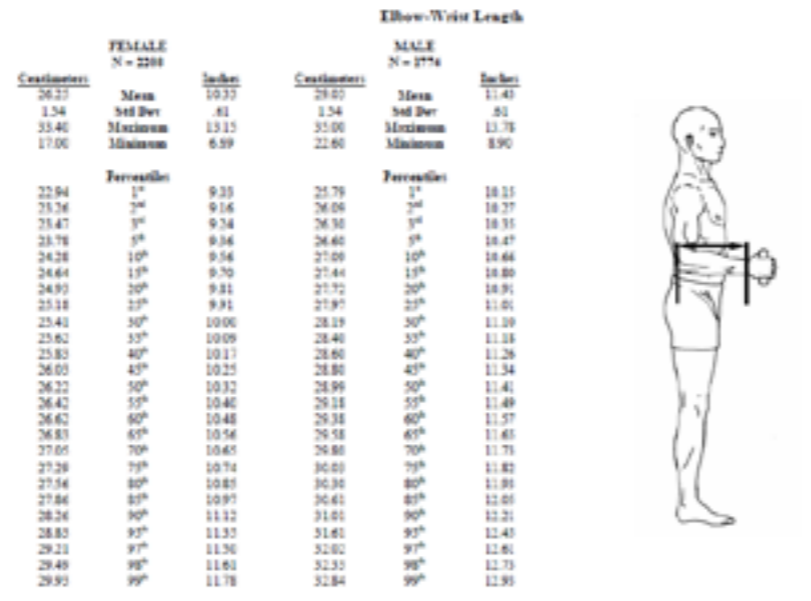 Elbow-Wrist Length
FEMALE MALE
N = 2208 N = 1774
Centimeters Inches Centimeters Inches
26.25 Mean 10.33 29.03 Mean 11.43
1.54 Std Dev .61 1.54 Std Dev .61
33.40 Maximum 13.15 35.00 Maximum 13.78
17.00 Minimum 6.69 22.60 Minimum 8.90
Percentiles Percentiles
22.94 1st 9.03 25.79 1st 10.15
23.26 2nd 9.16 26.09 2nd 10.27
23.47 3rd 9.24 26.30 3rd 10.35
23.78 5th 9.36 26.60 5th 10.47
24.28 10th 9.56 27.09 10th 10.66
24.64 15th 9.70 27.44 15th 10.80
24.93 20th 9.81 27.72 20th 10.91
25.18 25th 9.91 27.97 25th 11.01
25.41 30th 10.00 28.19 30th 11.10
25.62 35th 10.09 28.40 35th 11.18
25.83 40th 10.17 28.60 40th 11.26
26.03 45th 10.25 28.80 45th 11.34
26.22 50th 10.32 28.99 50th 11.41
26.42 55th 10.40 29.18 55th 11.49
26.62 60th 10.48 29.38 60th 11.57
26.83 65th 10.56 29.58 65th 11.65
27.05 70th 10.65 29.80 70th 11.73
27.29 75th 10.74 30.03 75th 11.82
27.56 80th 10.85 30.30 80th 11.93
27.86 85th 10.97 30.61 85th 12.05
28.26 90th 11.12 31.01 90th 12.21
28.83 95th 11.35 31.61 95th 12.45
29.21 97th 11.50 32.02 97th 12.61
29.49 98th 11.61 32.33 98th 12.73
29.93 99th 11.78 32.84 99th 12.93